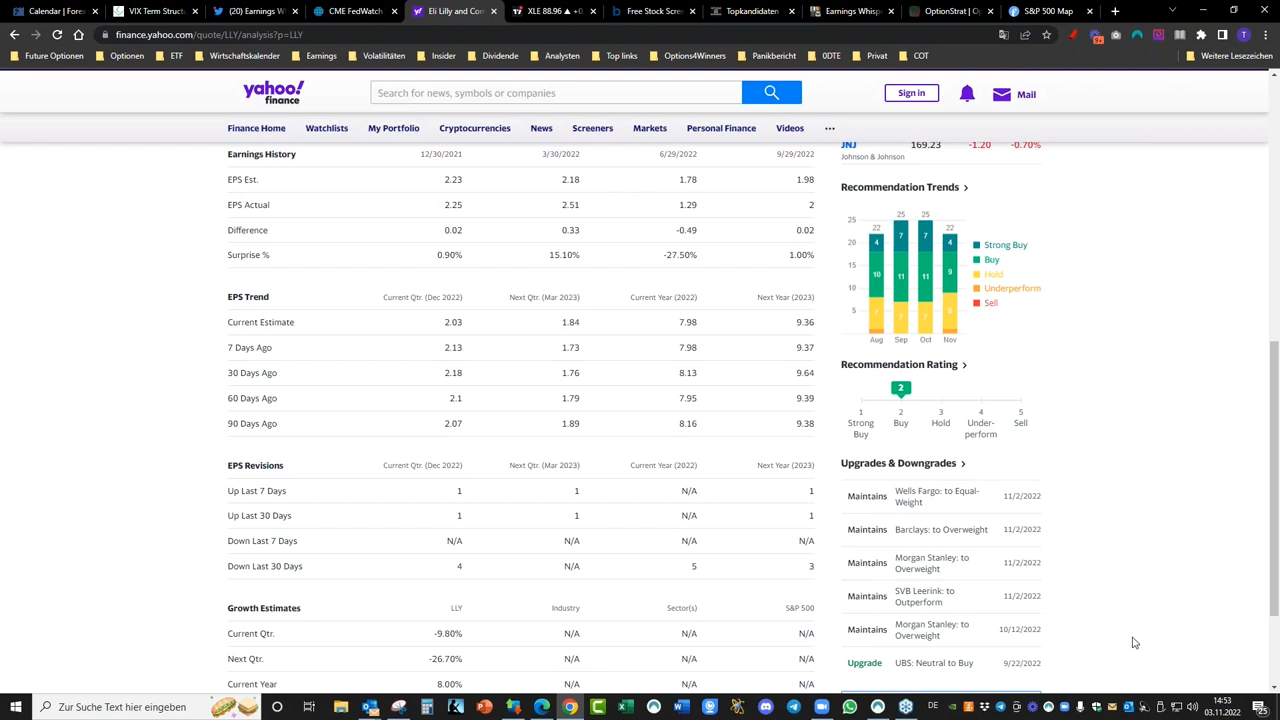 Calendar | Financi
VIX Term Struct
(20) Earnings W
CME FedWatch
Eli Lilly and Cor
XLE 88.96 ▲ +0
Free Stock Scree
Barchart.com |
Optionstrat | Op
S&P 500 Map
finance.yahoo.com/quote/LLY/analysis?p=LLY
Future Optionen ETF Wirtschaftskalender Earnings Volatilitäten Insider Dividende Analysten Top links Options4Winners Panikbericht 0DTE Privat COT Weitere Lesezeichen
yahoo!
finance
Search for news, symbols or companies
Sign in
Mail
Finance Home Watchlists My Portfolio Cryptocurrencies News Screeners Markets Personal Finance Videos ...
Earnings History 12/30/2021 3/30/2022 6/29/2022 9/29/2022
EPS Est. 2.23 2.18 1.78 1.98
EPS Actual 2.25 2.51 1.29 2
Difference 0.02 0.33 -0.49 0.02
Surprise % 0.90% 15.10% -27.50% 1.00%
EPS Trend Current Qtr. (Dec 2022) Next Qtr. (Mar 2023) Current Year (2022) Next Year (2023)
Current Estimate 2.03 1.84 7.98 9.36
7 Days Ago 2.13 1.73 7.98 9.37
30 Days Ago 2.18 1.76 8.13 9.64
60 Days Ago 2.1 1.79 7.95 9.39
90 Days Ago 2.07 1.89 8.16 9.38
EPS Revisions Current Qtr. (Dec 2022) Next Qtr. (Mar 2023) Current Year (2022) Next Year (2023)
Up Last 7 Days 1 1 N/A 1
Up Last 30 Days 1 1 N/A 1
Down Last 7 Days N/A N/A N/A N/A
Down Last 30 Days 4 N/A 5 3
Growth Estimates LLY Industry Sector(s) S&P 500
Current Qtr. -9.80% N/A N/A N/A
Next Qtr. -26.70% N/A N/A N/A
Current Year 8.00% N/A N/A N/A
JNJ 169.23 -1.20 -0.70%
Johnson & Johnson
Recommendation Trends
25 20 15 10 5
22 25 25 22
4 7 7 4
10 11 11 9
7 7 7 8
Aug Sep Oct Nov
Strong Buy
Buy
Hold
Underperform
Sell
Recommendation Rating
2
1 2 3 4 5
Strong Buy Buy Hold Under-perform Sell
Upgrades & Downgrades
Maintains Wells Fargo: to Equal-Weight 11/2/2022
Maintains Barclays: to Overweight 11/2/2022
Maintains Morgan Stanley: to Overweight 11/2/2022
Maintains SVB Leerink: to Outperform 11/2/2022
Maintains Morgan Stanley: to Overweight 10/12/2022
Upgrade UBS: Neutral to Buy 9/22/2022
Zur Suche Text hier eingeben
DE
14:53
03.11.2022